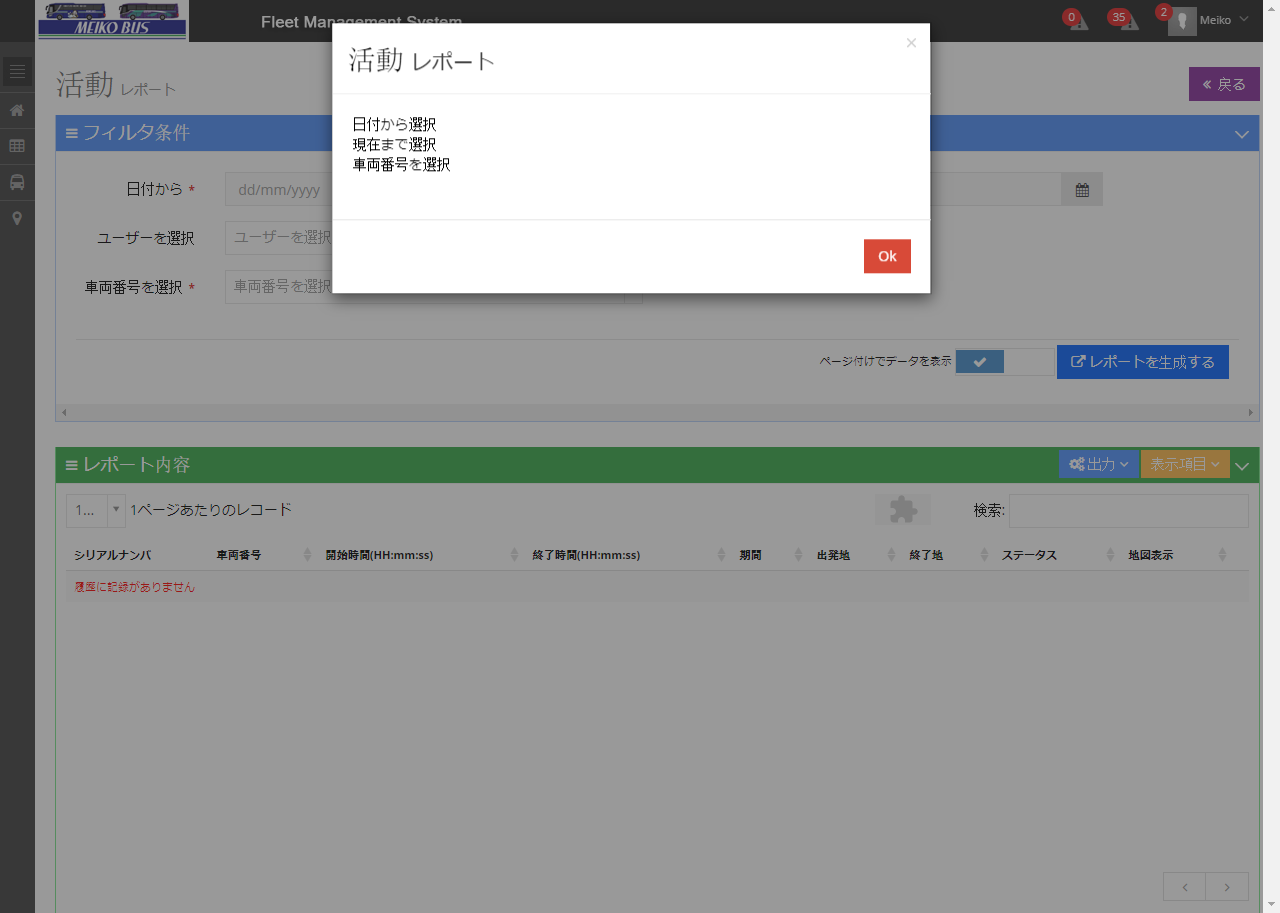 MEIKO BUS
Fleet Management System
0
35
2
Meiko
活動 レポート
×
日付から選択
現在まで選択
車両番号を選択
Ok
活動 レポート
« 戻る
フィルタ条件
日付から *
dd/mm/yyyy
ユーザーを選択
ユーザーを選択
車両番号を選択 *
車両番号を選択
ページ付けでデータを表示
レポートを生成する
レポート内容
出力
表示項目
1...
1ページあたりのレコード
検索:
シリアルナンバ 車両番号 開始時間(HH:mm:ss) 終了時間(HH:mm:ss) 期間 出発地 終了地 ステータス 地図表示
履歴に記録がありません